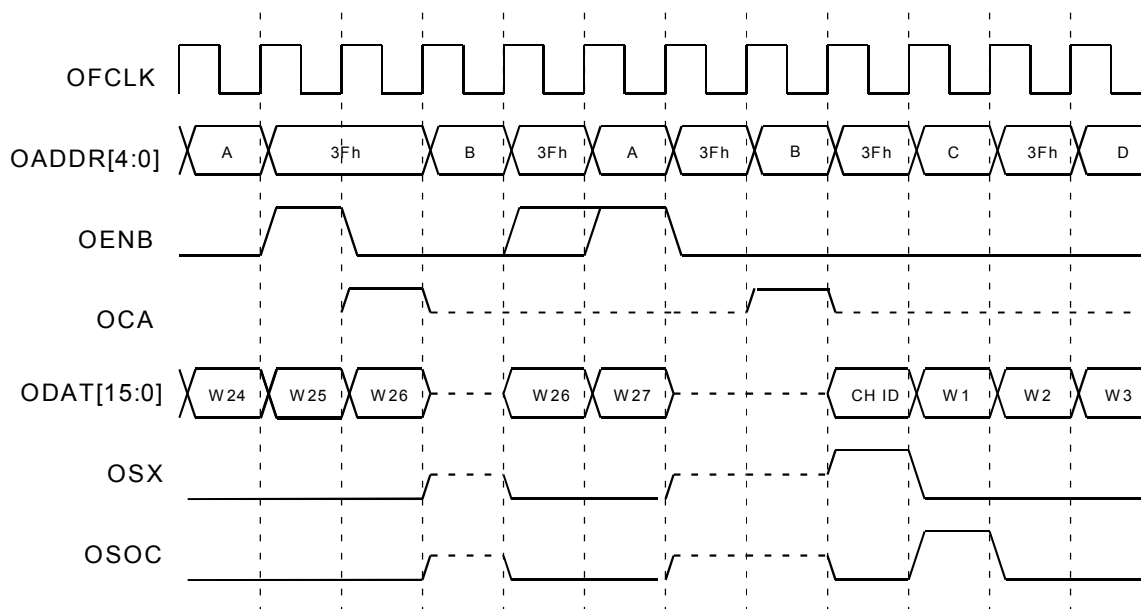 OFCLK
OADDR[4:0] A 3Fh B 3Fh A 3Fh B 3Fh C 3Fh D
OENB
OCA
ODAT[15:0] W24 W25 W26 W26 W27 CH ID W1 W2 W3
OSX
OSOC